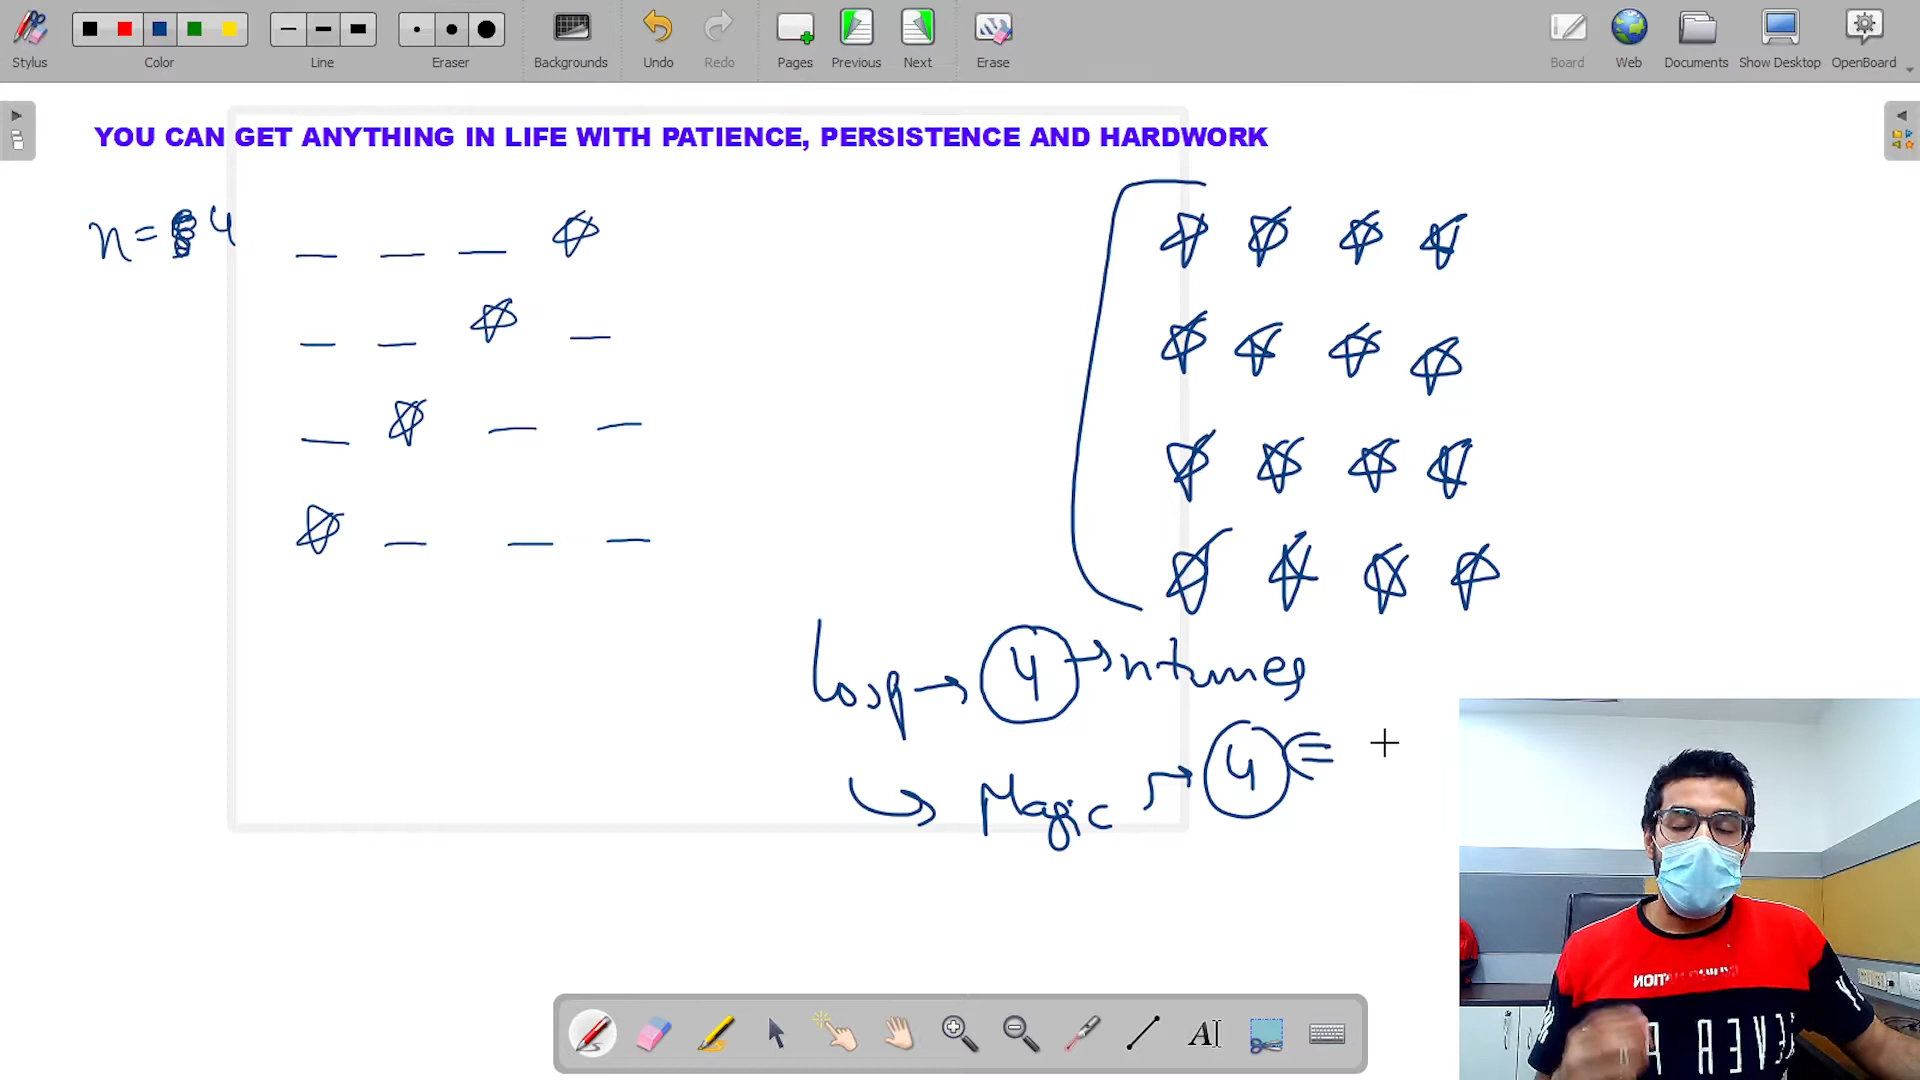 Stylus
Color
Line
Eraser
Backgrounds
Undo
Redo
Pages
Previous
Next
Erase
Board
Web
Documents
Show Desktop
OpenBoard
YOU CAN GET ANYTHING IN LIFE WITH PATIENCE, PERSISTENCE AND HARDWORK
n = 4
Loop → 4 → n times
Magic → 4